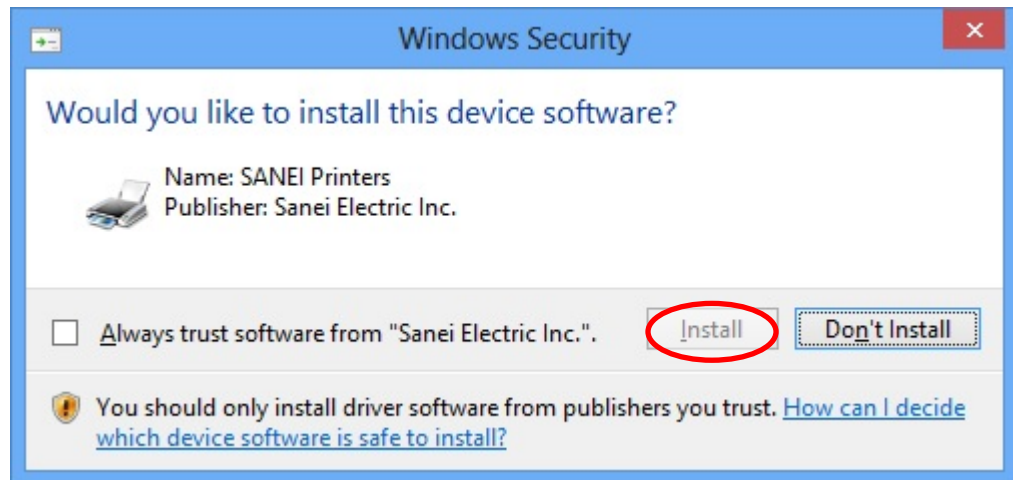 Windows Security
Would you like to install this device software?
Name: SANEI Printers
Publisher: Sanei Electric Inc.
Always trust software from "Sanei Electric Inc.".
Install
Don't Install
You should only install driver software from publishers you trust. How can I decide
which device software is safe to install?